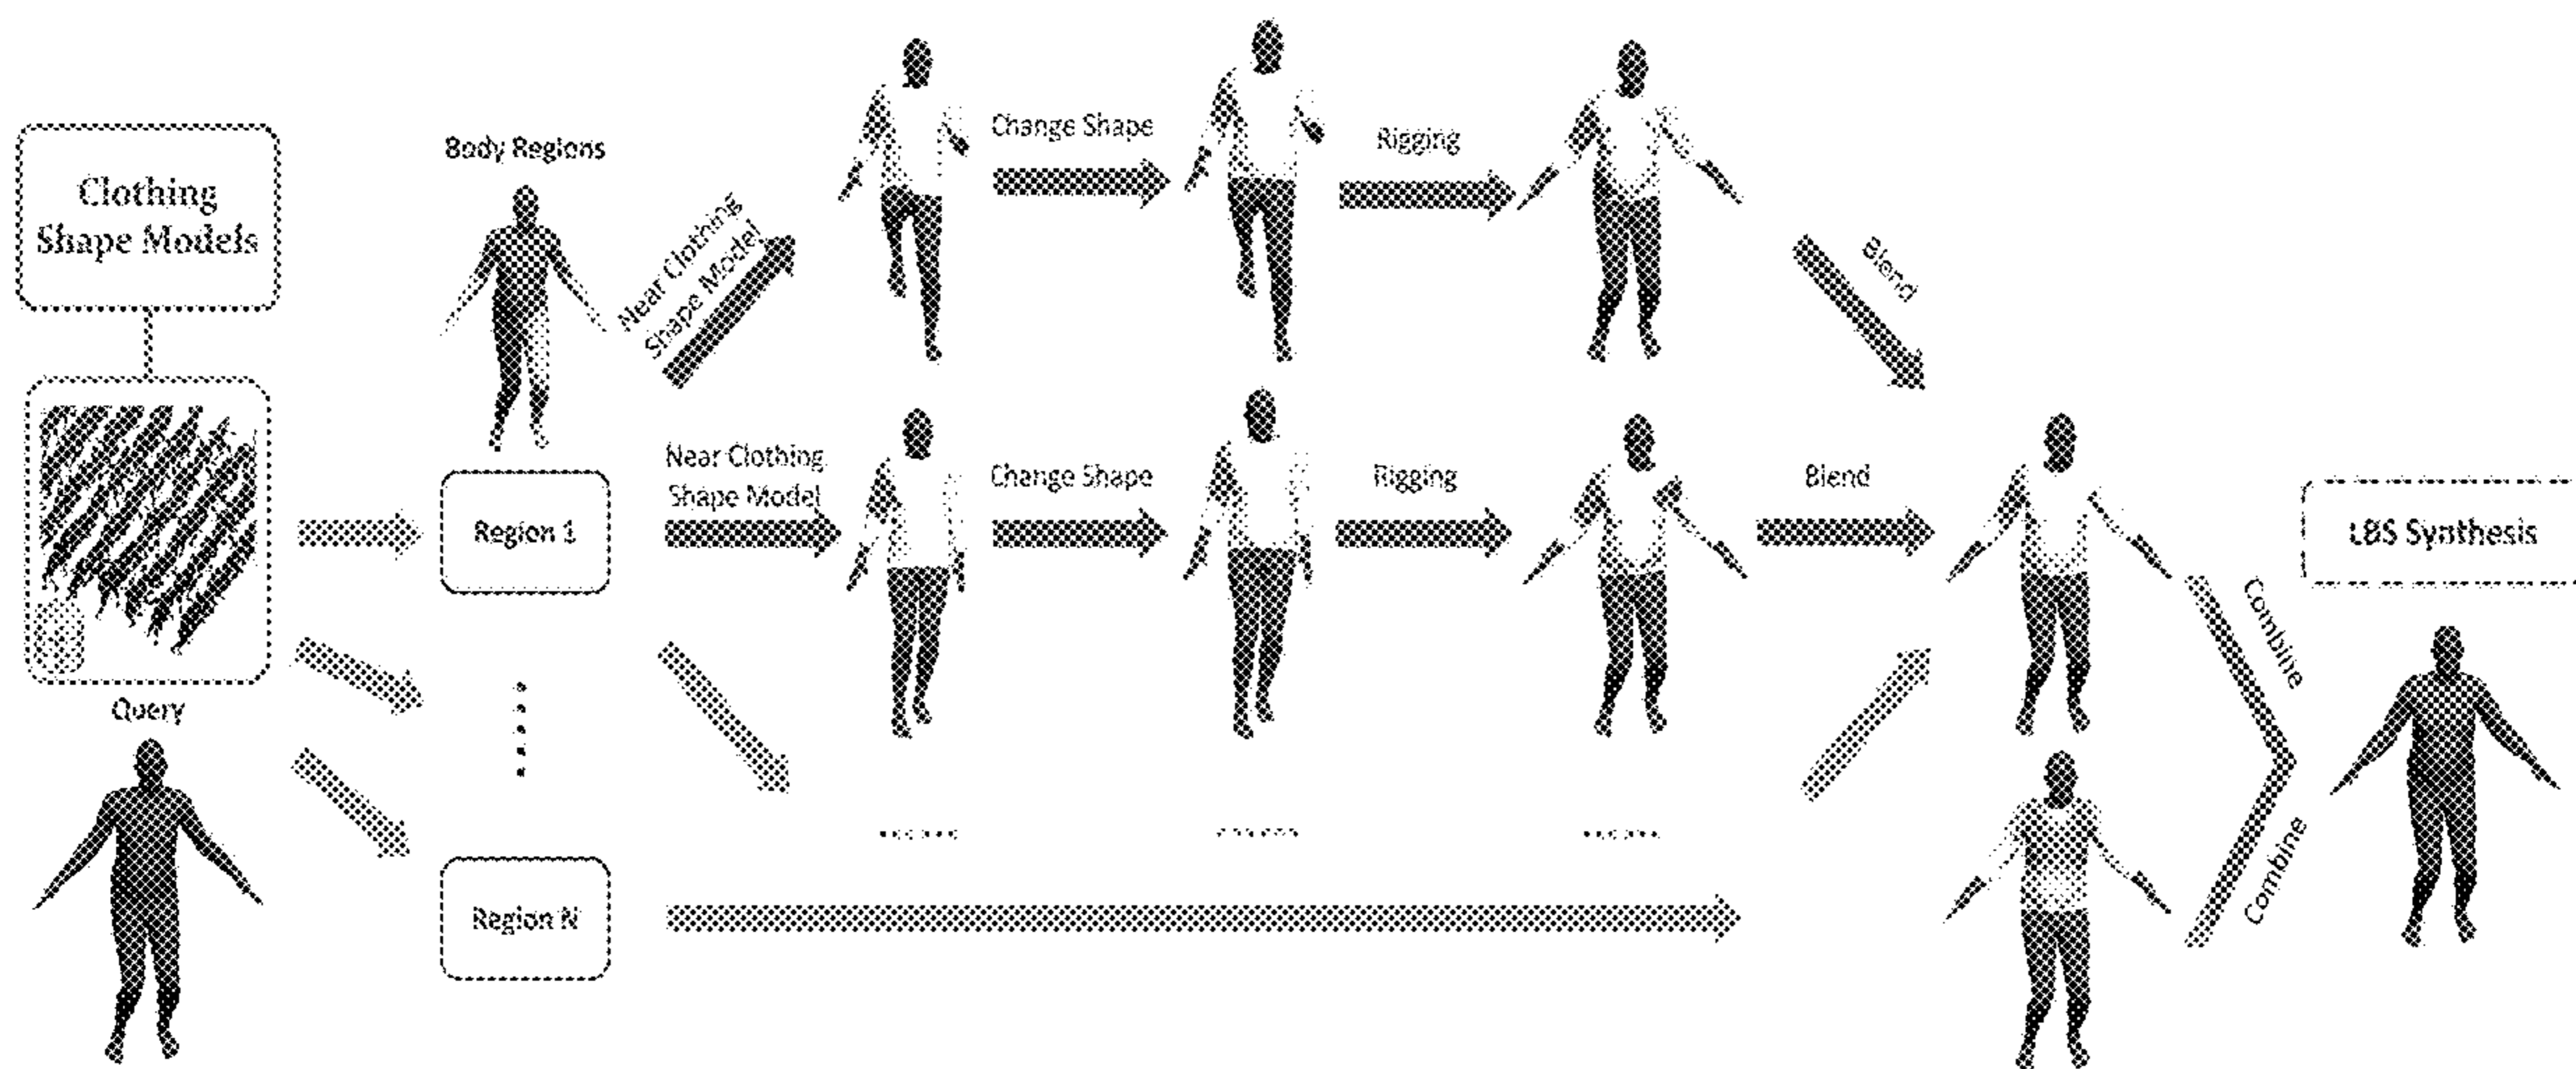 Clothing
Shape Models
Query
Body Regions
Region 1
Region N
Near Clothing
Shape Model
Change Shape
Rigging
Blend
Near Clothing
Shape Model
Change Shape
Rigging
Blend
Combine
Combine
LBS Synthesis